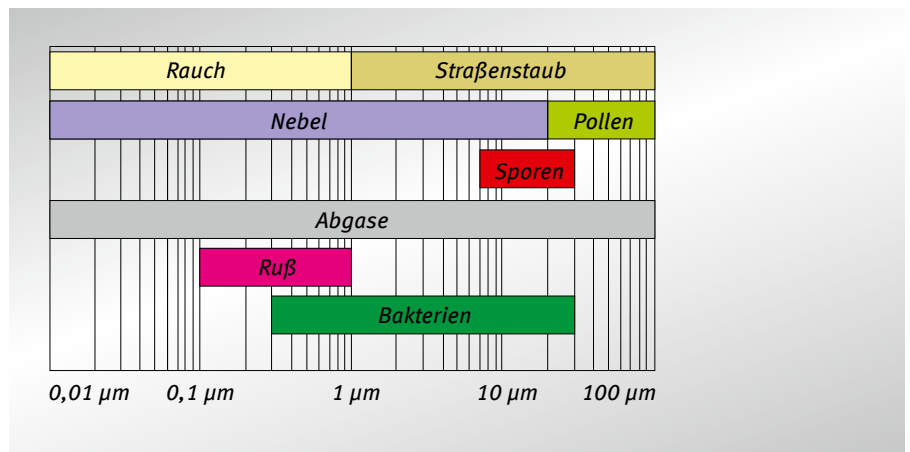 Rauch Straßenstaub
Nebel Pollen
Sporen
Abgase
Ruß
Bakterien
0,01 µm 0,1 µm 1 µm 10 µm 100 µm